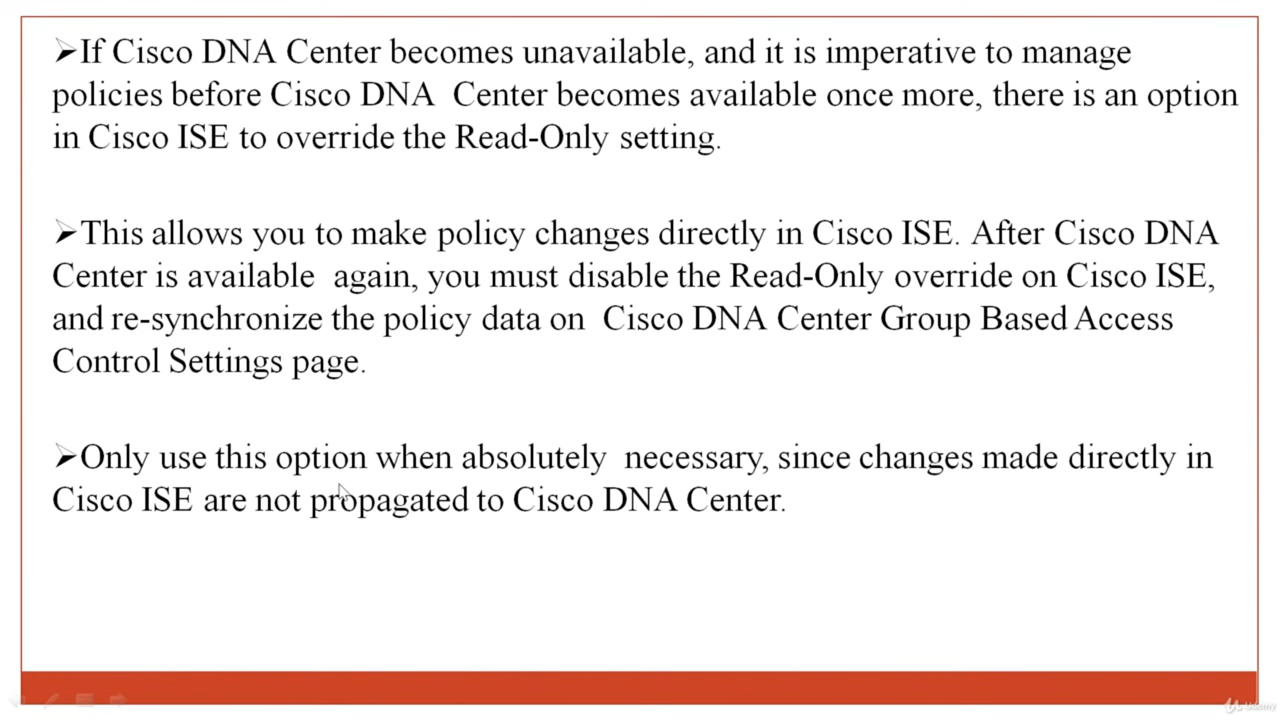 ➢If Cisco DNA Center becomes unavailable, and it is imperative to manage
policies before Cisco DNA Center becomes available once more, there is an option
in Cisco ISE to override the Read-Only setting.
➢This allows you to make policy changes directly in Cisco ISE. After Cisco DNA
Center is available again, you must disable the Read-Only override on Cisco ISE,
and re-synchronize the policy data on Cisco DNA Center Group Based Access
Control Settings page.
➢Only use this option when absolutely necessary, since changes made directly in
Cisco ISE are not propagated to Cisco DNA Center.
Udemy